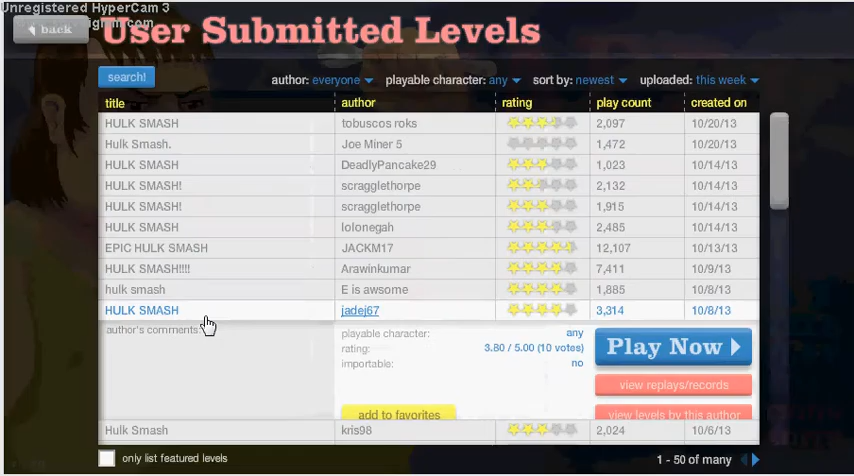 Unregistered HyperCam 3
back
User Submitted Levels
search!
author: everyone playable character: any sort by: newest uploaded: this week
title author rating play count created on
HULK SMASH tobuscos roks 2,097 10/20/13
Hulk Smash. Joe Miner 5 1,472 10/20/13
HULK SMASH DeadlyPancake29 1,023 10/14/13
HULK SMASH! scragglethorpe 2,132 10/14/13
HULK SMASH! scragglethorpe 1,915 10/14/13
HULK SMASH lolonegah 2,485 10/14/13
EPIC HULK SMASH JACKM17 12,107 10/13/13
HULK SMASH!!!! Arawinkumar 7,411 10/9/13
hulk smash E is awsome 1,885 10/8/13
HULK SMASH jadej67 3,314 10/8/13
author's comments:
playable character: any
rating: 3.80 / 5.00 (10 votes)
importable: no
Play Now
view replays/records
add to favorites
view levels by this author
Hulk Smash kris98 2,024 10/6/13
only list featured levels
1 - 50 of many